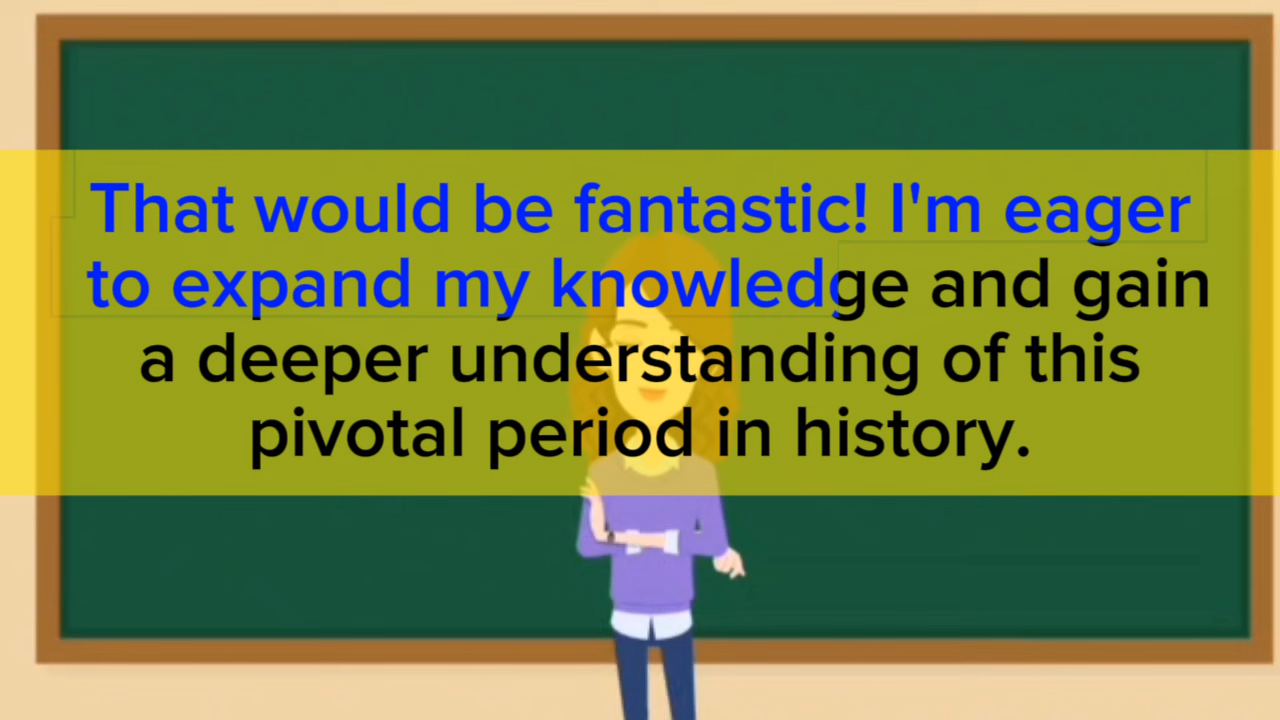 That would be fantastic! I'm eager
to expand my knowledge and gain
a deeper understanding of this
pivotal period in history.